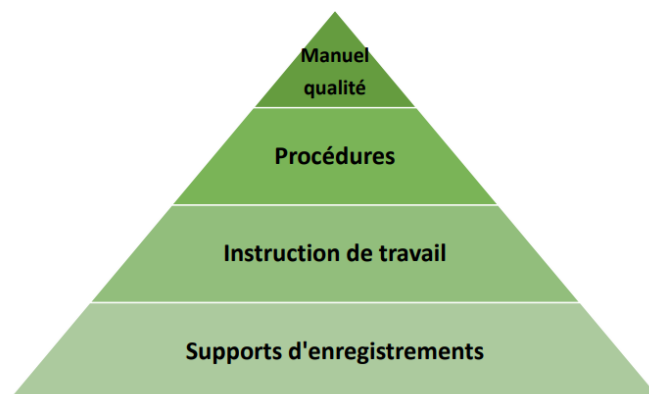 Manuel
qualité
Procédures
Instruction de travail
Supports d'enregistrements